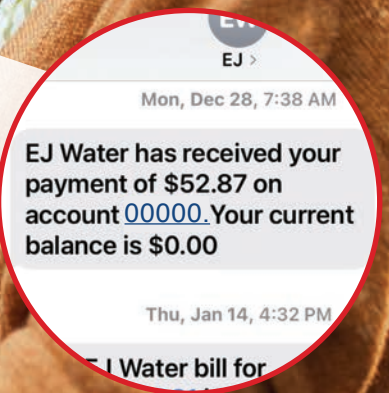 EJ >
Mon, Dec 28, 7:38 AM
EJ Water has received your
payment of $52.87 on
account 00000. Your current
balance is $0.00
Thu, Jan 14, 4:32 PM
Water bill for